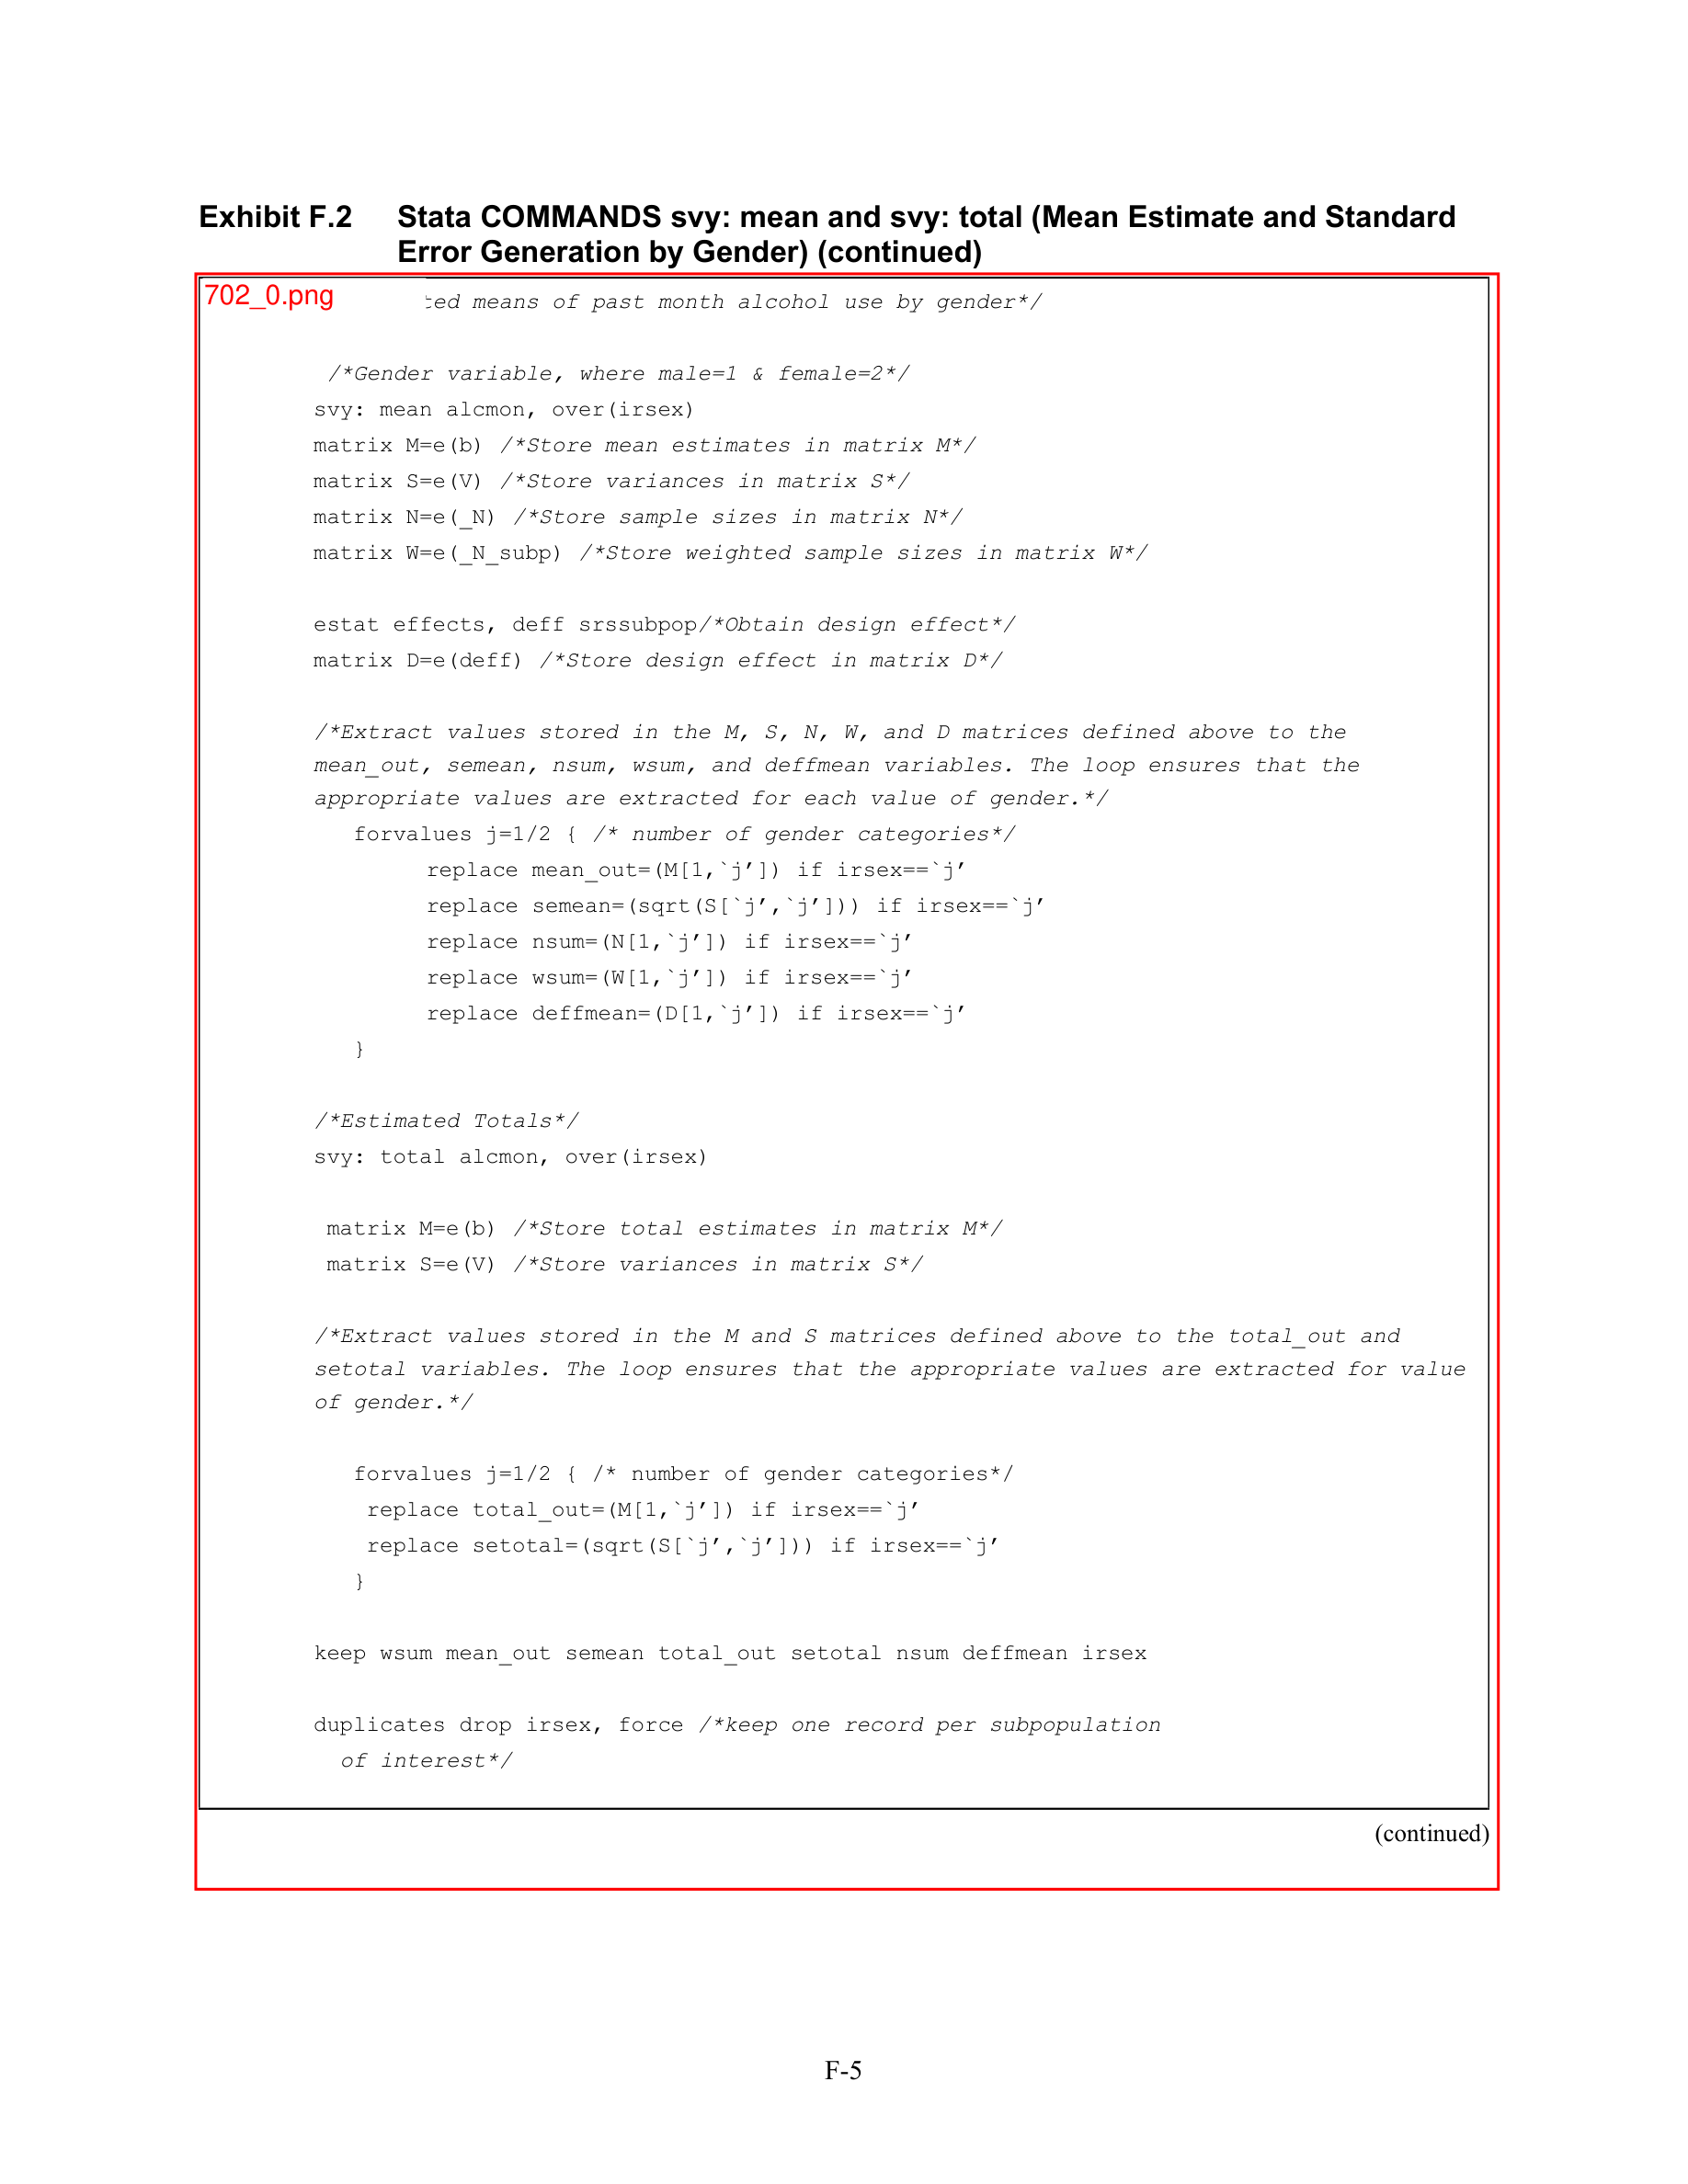 Exhibit F.2 Stata COMMANDS svy: mean and svy: total (Mean Estimate and Standard
Error Generation by Gender) (continued)
702_0.png
means of past month alcohol use by gender*/
/*Gender variable, where male=1 & female=2*/
svy: mean alcmon, over(irsex)
matrix M=e(b) /*Store mean estimates in matrix M*/
matrix S=e(V) /*Store variances in matrix S*/
matrix N=e(_N) /*Store sample sizes in matrix N*/
matrix W=e(_N_subp) /*Store weighted sample sizes in matrix W*/
estat effects, deff srssubpop/*Obtain design effect*/
matrix D=e(deff) /*Store design effect in matrix D*/
/*Extract values stored in the M, S, N, W, and D matrices defined above to the
mean_out, semean, nsum, wsum, and deffmean variables. The loop ensures that the
appropriate values are extracted for each value of gender.*/
forvalues j=1/2 { /* number of gender categories*/
replace mean_out=(M[1,`j’]) if irsex==`j’
replace semean=(sqrt(S[`j’,`j’])) if irsex==`j’
replace nsum=(N[1,`j’]) if irsex==`j’
replace wsum=(W[1,`j’]) if irsex==`j’
replace deffmean=(D[1,`j’]) if irsex==`j’
}
/*Estimated Totals*/
svy: total alcmon, over(irsex)
matrix M=e(b) /*Store total estimates in matrix M*/
matrix S=e(V) /*Store variances in matrix S*/
/*Extract values stored in the M and S matrices defined above to the total_out and
setotal variables. The loop ensures that the appropriate values are extracted for value
of gender.*/
forvalues j=1/2 { /* number of gender categories*/
replace total_out=(M[1,`j’]) if irsex==`j’
replace setotal=(sqrt(S[`j’,`j’])) if irsex==`j’
}
keep wsum mean_out semean total_out setotal nsum deffmean irsex
duplicates drop irsex, force /*keep one record per subpopulation
of interest*/
(continued)
F-5